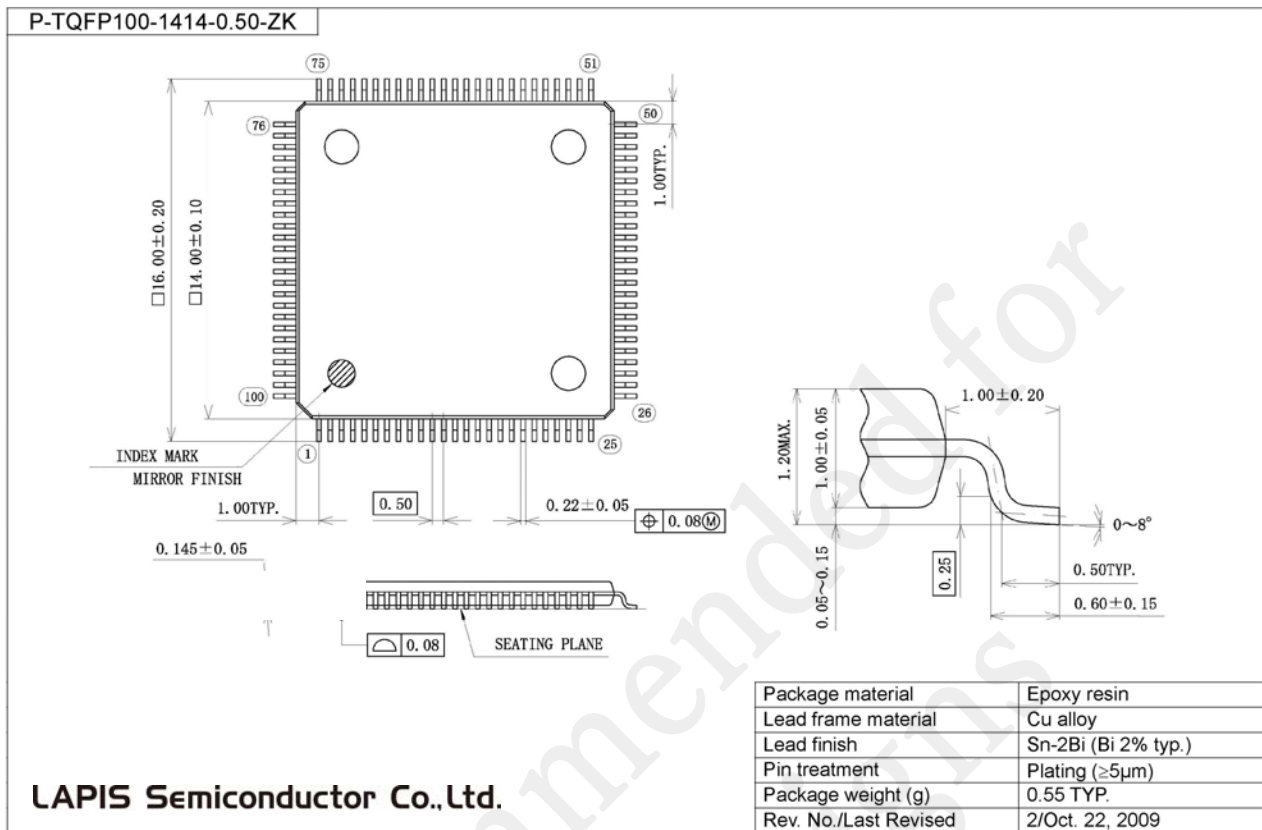 P-TQFP100-1414-0.50-ZK
75
51
76
50
1.00TYP.
□16.00±0.20
□14.00±0.10
100
26
1
25
INDEX MARK
MIRROR FINISH
1.00TYP.
0.50
0.22±0.05
⌖ 0.08Ⓜ
0.145±0.05
⌓ 0.08
SEATING PLANE
1.00±0.20
1.20MAX.
1.00±0.05
0.05~0.15
0.25
0~8°
0.50TYP.
0.60±0.15
Package material Epoxy resin
Lead frame material Cu alloy
Lead finish Sn-2Bi (Bi 2% typ.)
Pin treatment Plating (≥5μm)
Package weight (g) 0.55 TYP.
Rev. No./Last Revised 2/Oct. 22, 2009
LAPIS Semiconductor Co.,Ltd.
mended for